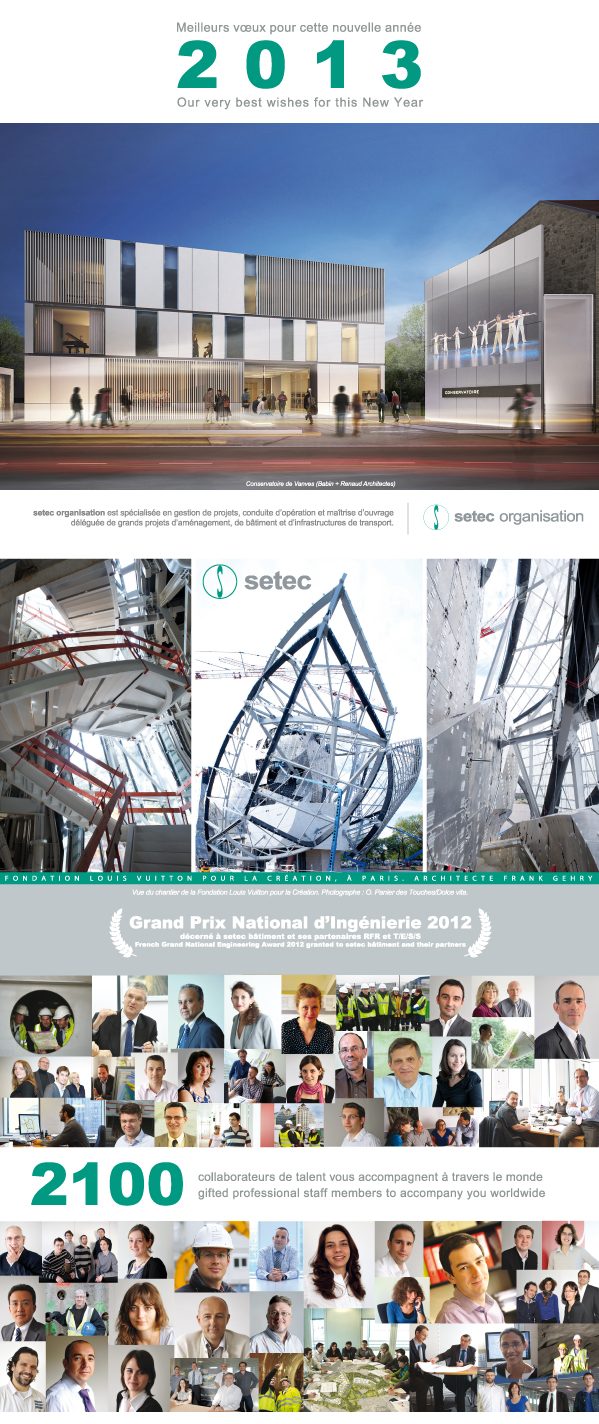 Meilleurs vœux pour cette nouvelle année
2013
Our very best wishes for this New Year
CONSERVATOIRE
Conservatoire de Vanves (Babin + Renaud Architectes)
setec organisation est spécialisée en gestion de projets, conduite d'opération et maîtrise d'ouvrage
déléguée de grands projets d'aménagement, de bâtiment et d'infrastructures de transport.
setec organisation
setec
FONDATION LOUIS VUITTON POUR LA CRÉATION, À PARIS. ARCHITECTE FRANK GEHRY
Vue du chantier de la Fondation Louis Vuitton pour la Création. Photographe : O. Panier des Touches/Dolce vita.
Grand Prix National d'Ingénierie 2012
décerné à setec bâtiment et ses partenaires RFR et T/E/S/S
French Grand National Engineering Award 2012 granted to setec bâtiment and their partners
2100
collaborateurs de talent vous accompagnent à travers le monde
gifted professional staff members to accompany you worldwide